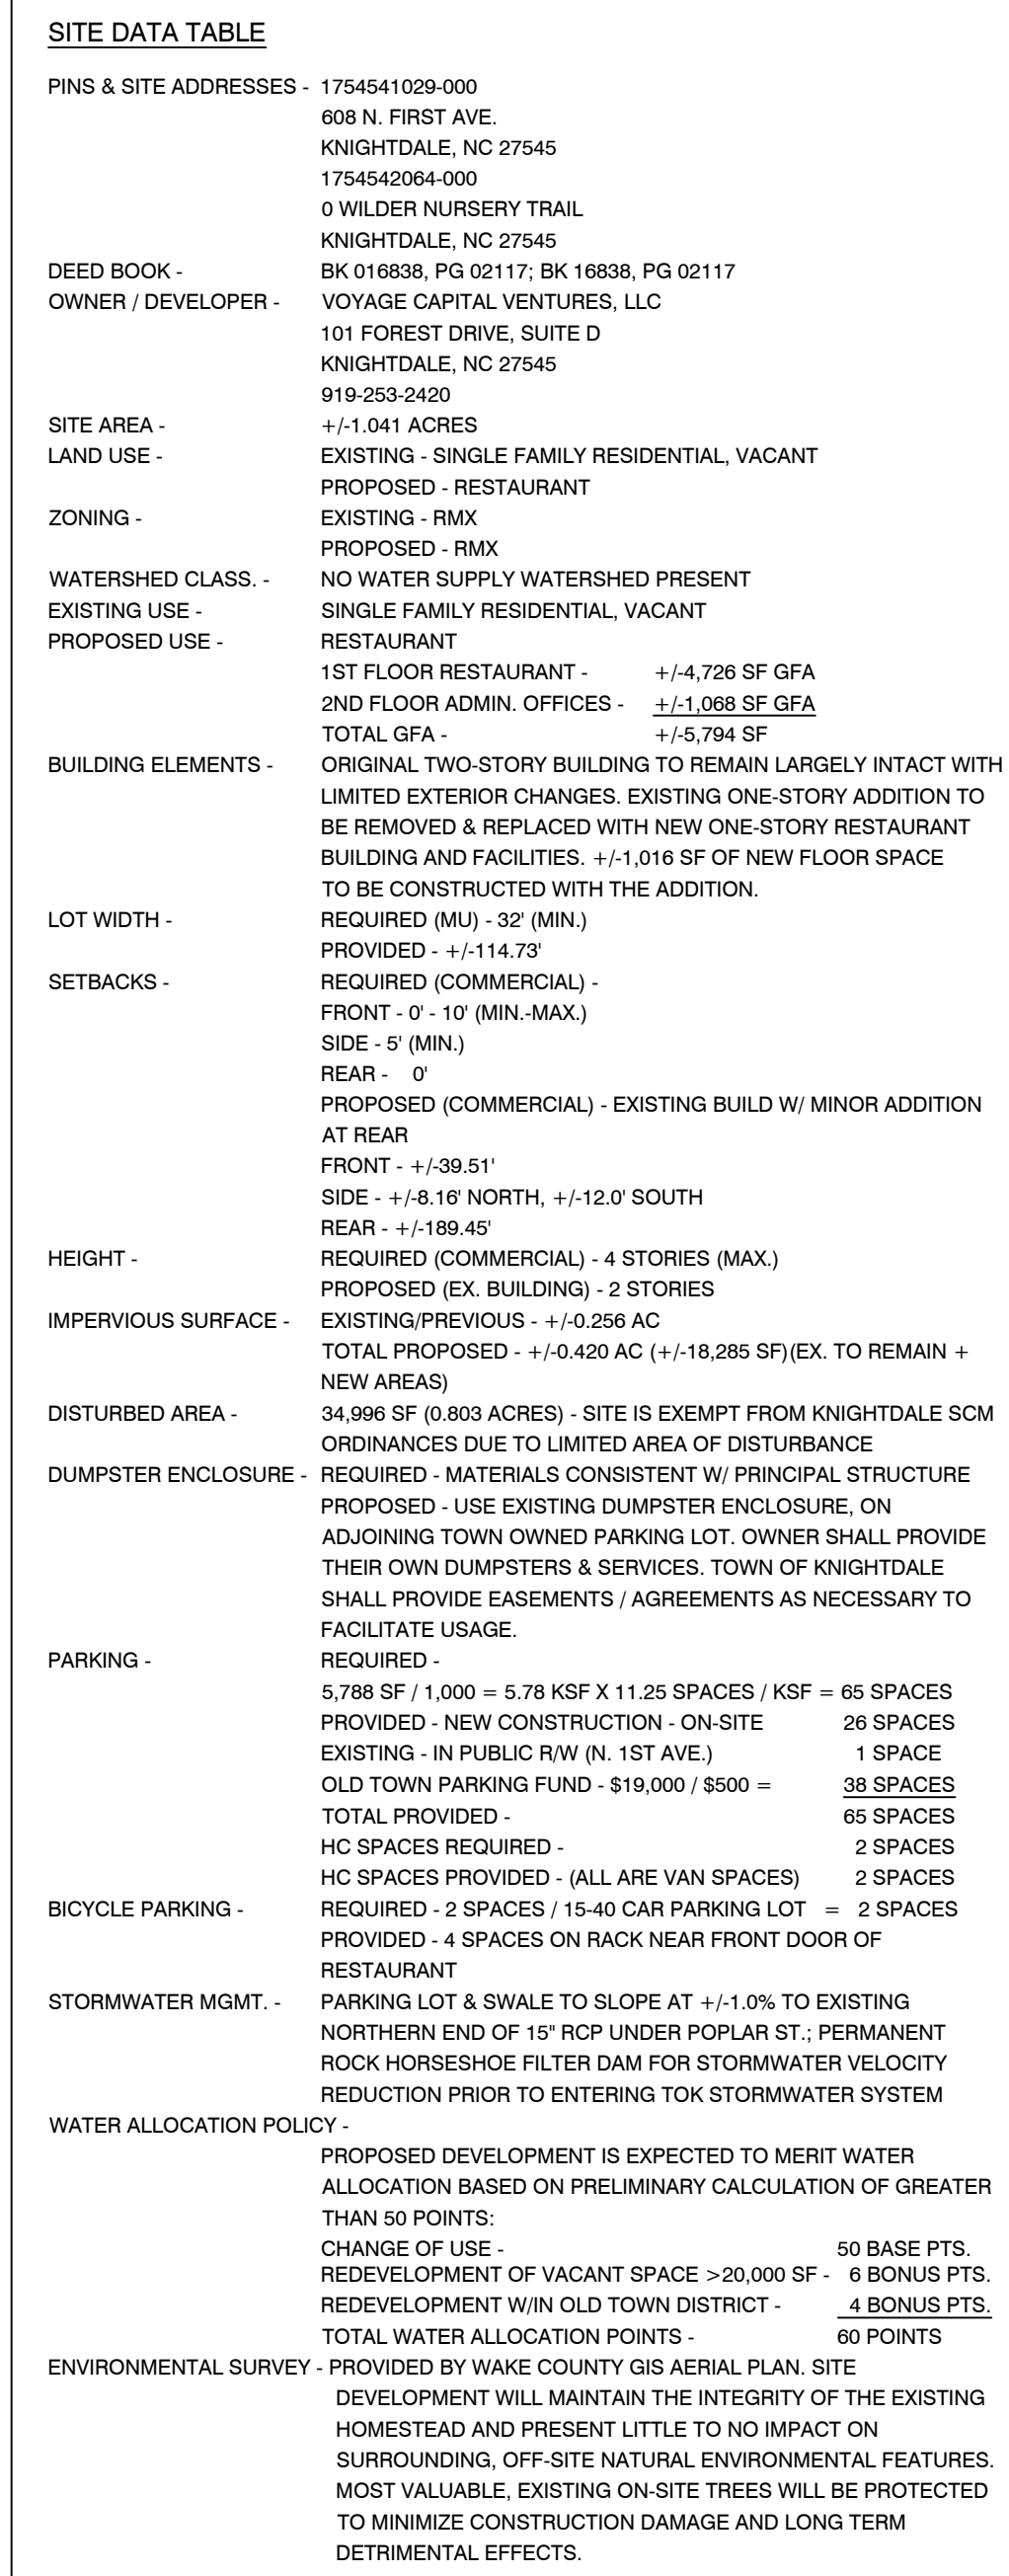 SITE DATA TABLE
PINS & SITE ADDRESSES - 1754541029-000
608 N. FIRST AVE.
KNIGHTDALE, NC 27545
1754542064-000
0 WILDER NURSERY TRAIL
KNIGHTDALE, NC 27545
DEED BOOK - BK 016838, PG 02117; BK 16838, PG 02117
OWNER / DEVELOPER - VOYAGE CAPITAL VENTURES, LLC
101 FOREST DRIVE, SUITE D
KNIGHTDALE, NC 27545
919-253-2420
SITE AREA - +/-1.041 ACRES
LAND USE - EXISTING - SINGLE FAMILY RESIDENTIAL, VACANT
PROPOSED - RESTAURANT
ZONING - EXISTING - RMX
PROPOSED - RMX
WATERSHED CLASS. - NO WATER SUPPLY WATERSHED PRESENT
EXISTING USE - SINGLE FAMILY RESIDENTIAL, VACANT
PROPOSED USE - RESTAURANT
1ST FLOOR RESTAURANT - +/-4,726 SF GFA
2ND FLOOR ADMIN. OFFICES - +/-1,068 SF GFA
TOTAL GFA - +/-5,794 SF
BUILDING ELEMENTS - ORIGINAL TWO-STORY BUILDING TO REMAIN LARGELY INTACT WITH
LIMITED EXTERIOR CHANGES. EXISTING ONE-STORY ADDITION TO
BE REMOVED & REPLACED WITH NEW ONE-STORY RESTAURANT
BUILDING AND FACILITIES. +/-1,016 SF OF NEW FLOOR SPACE
TO BE CONSTRUCTED WITH THE ADDITION.
LOT WIDTH - REQUIRED (MU) - 32' (MIN.)
PROVIDED - +/-114.73'
SETBACKS - REQUIRED (COMMERCIAL) -
FRONT - 0' - 10' (MIN.-MAX.)
SIDE - 5' (MIN.)
REAR - 0'
PROPOSED (COMMERCIAL) - EXISTING BUILD W/ MINOR ADDITION
AT REAR
FRONT - +/-39.51'
SIDE - +/-8.16' NORTH, +/-12.0' SOUTH
REAR - +/-189.45'
HEIGHT - REQUIRED (COMMERCIAL) - 4 STORIES (MAX.)
PROPOSED (EX. BUILDING) - 2 STORIES
IMPERVIOUS SURFACE - EXISTING/PREVIOUS - +/-0.256 AC
TOTAL PROPOSED - +/-0.420 AC (+/-18,285 SF)(EX. TO REMAIN +
NEW AREAS)
DISTURBED AREA - 34,996 SF (0.803 ACRES) - SITE IS EXEMPT FROM KNIGHTDALE SCM
ORDINANCES DUE TO LIMITED AREA OF DISTURBANCE
DUMPSTER ENCLOSURE - REQUIRED - MATERIALS CONSISTENT W/ PRINCIPAL STRUCTURE
PROPOSED - USE EXISTING DUMPSTER ENCLOSURE, ON
ADJOINING TOWN OWNED PARKING LOT. OWNER SHALL PROVIDE
THEIR OWN DUMPSTERS & SERVICES. TOWN OF KNIGHTDALE
SHALL PROVIDE EASEMENTS / AGREEMENTS AS NECESSARY TO
FACILITATE USAGE.
PARKING - REQUIRED -
5,788 SF / 1,000 = 5.78 KSF X 11.25 SPACES / KSF = 65 SPACES
PROVIDED - NEW CONSTRUCTION - ON-SITE 26 SPACES
EXISTING - IN PUBLIC R/W (N. 1ST AVE.) 1 SPACE
OLD TOWN PARKING FUND - $19,000 / $500 = 38 SPACES
TOTAL PROVIDED - 65 SPACES
HC SPACES REQUIRED - 2 SPACES
HC SPACES PROVIDED - (ALL ARE VAN SPACES) 2 SPACES
BICYCLE PARKING - REQUIRED - 2 SPACES / 15-40 CAR PARKING LOT = 2 SPACES
PROVIDED - 4 SPACES ON RACK NEAR FRONT DOOR OF
RESTAURANT
STORMWATER MGMT. - PARKING LOT & SWALE TO SLOPE AT +/-1.0% TO EXISTING
NORTHERN END OF 15" RCP UNDER POPLAR ST.; PERMANENT
ROCK HORSESHOE FILTER DAM FOR STORMWATER VELOCITY
REDUCTION PRIOR TO ENTERING TOK STORMWATER SYSTEM
WATER ALLOCATION POLICY -
PROPOSED DEVELOPMENT IS EXPECTED TO MERIT WATER
ALLOCATION BASED ON PRELIMINARY CALCULATION OF GREATER
THAN 50 POINTS:
CHANGE OF USE - 50 BASE PTS.
REDEVELOPMENT OF VACANT SPACE >20,000 SF - 6 BONUS PTS.
REDEVELOPMENT W/IN OLD TOWN DISTRICT - 4 BONUS PTS.
TOTAL WATER ALLOCATION POINTS - 60 POINTS
ENVIRONMENTAL SURVEY - PROVIDED BY WAKE COUNTY GIS AERIAL PLAN. SITE
DEVELOPMENT WILL MAINTAIN THE INTEGRITY OF THE EXISTING
HOMESTEAD AND PRESENT LITTLE TO NO IMPACT ON
SURROUNDING, OFF-SITE NATURAL ENVIRONMENTAL FEATURES.
MOST VALUABLE, EXISTING ON-SITE TREES WILL BE PROTECTED
TO MINIMIZE CONSTRUCTION DAMAGE AND LONG TERM
DETRIMENTAL EFFECTS.